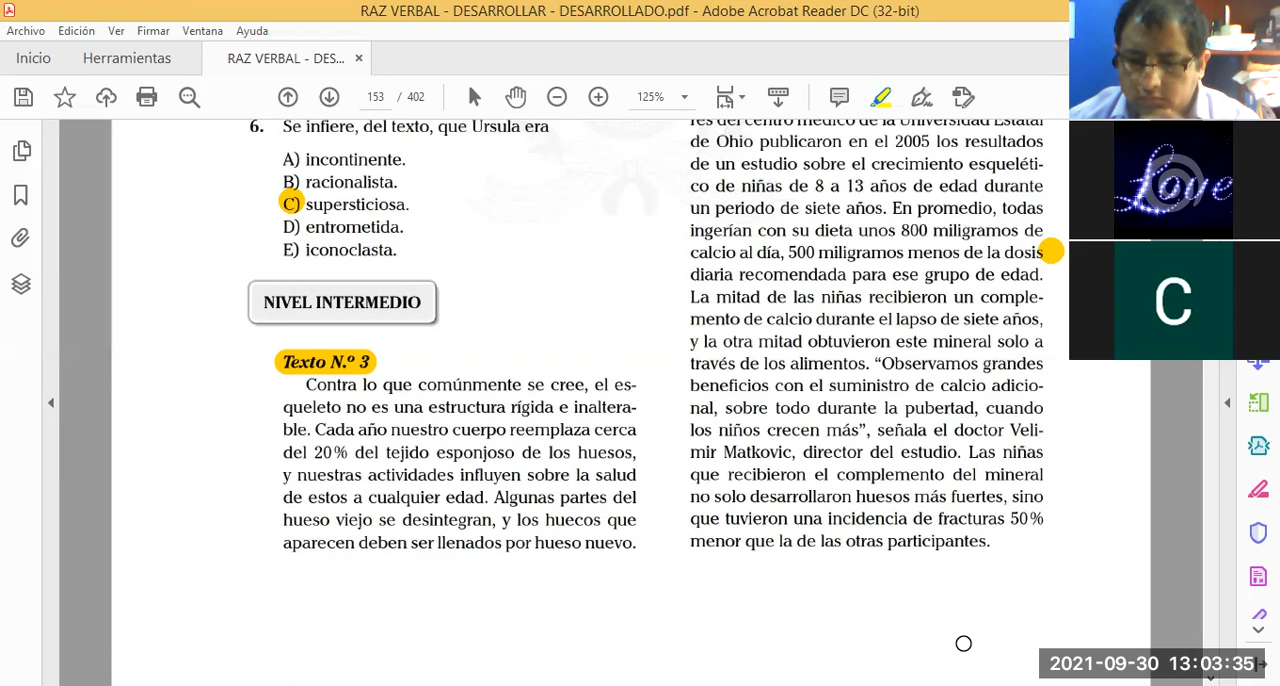 RAZ VERBAL - DESARROLLAR - DESARROLLADO.pdf - Adobe Acrobat Reader DC (32-bit)
Archivo Edición Ver Firmar Ventana Ayuda
Inicio Herramientas RAZ VERBAL - DES... ×
153 / 402 125%
6. Se infiere, del texto, que Úrsula era
A) incontinente.
B) racionalista.
C) supersticiosa.
D) entrometida.
E) iconoclasta.
NIVEL INTERMEDIO
Texto N.º 3
Contra lo que comúnmente se cree, el es-
queleto no es una estructura rígida e inaltera-
ble. Cada año nuestro cuerpo reemplaza cerca
del 20% del tejido esponjoso de los huesos,
y nuestras actividades influyen sobre la salud
de estos a cualquier edad. Algunas partes del
hueso viejo se desintegran, y los huecos que
aparecen deben ser llenados por hueso nuevo.
res del centro médico de la Universidad Estatal
de Ohio publicaron en el 2005 los resultados
de un estudio sobre el crecimiento esqueléti-
co de niñas de 8 a 13 años de edad durante
un periodo de siete años. En promedio, todas
ingerían con su dieta unos 800 miligramos de
calcio al día, 500 miligramos menos de la dosis
diaria recomendada para ese grupo de edad.
La mitad de las niñas recibieron un comple-
mento de calcio durante el lapso de siete años,
y la otra mitad obtuvieron este mineral solo a
través de los alimentos. “Observamos grandes
beneficios con el suministro de calcio adicio-
nal, sobre todo durante la pubertad, cuando
los niños crecen más”, señala el doctor Veli-
mir Matkovic, director del estudio. Las niñas
que recibieron el complemento del mineral
no solo desarrollaron huesos más fuertes, sino
que tuvieron una incidencia de fracturas 50%
menor que la de las otras participantes.
Love
C
2021-09-30 13:03:35